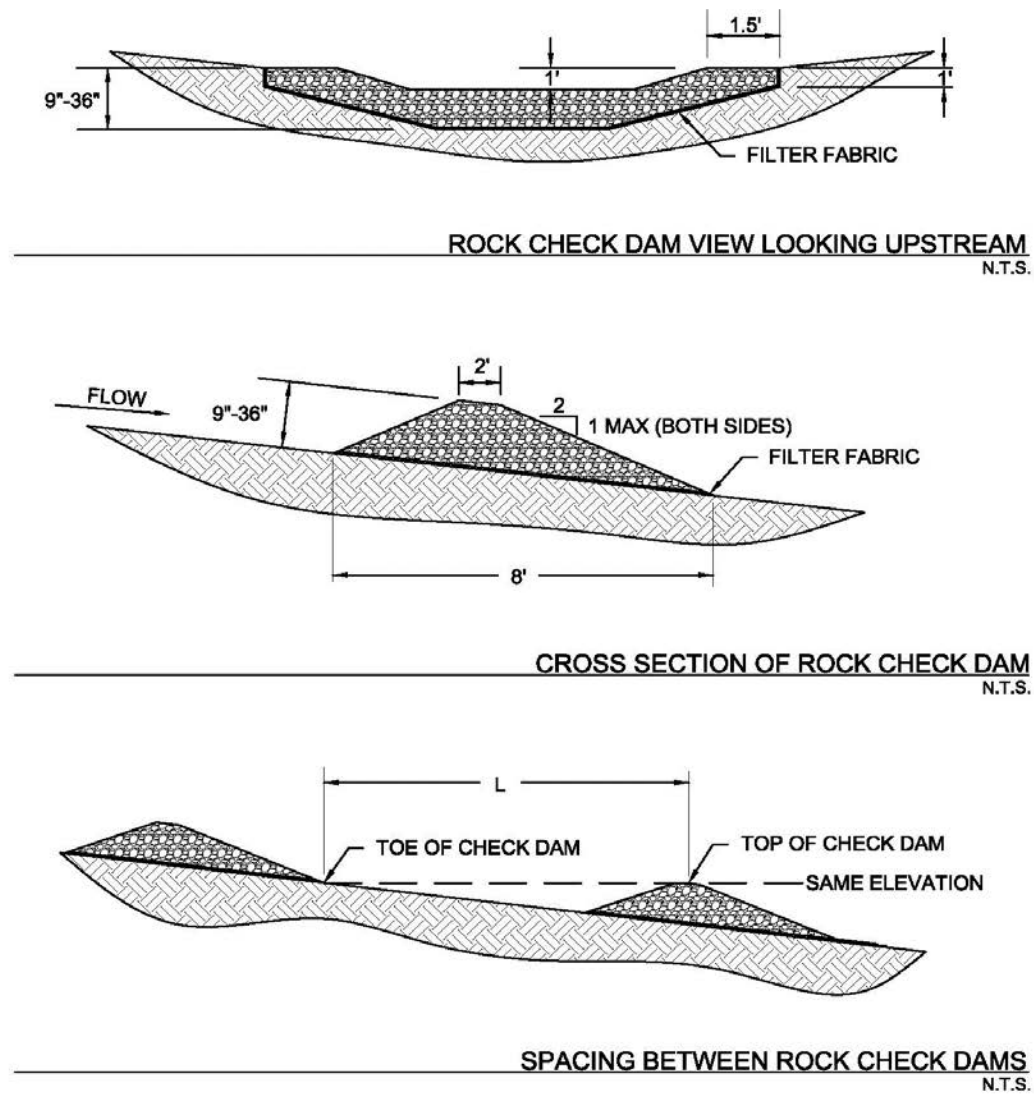 1.5'
1'
1'
9"-36"
FILTER FABRIC
ROCK CHECK DAM VIEW LOOKING UPSTREAM
N.T.S.
2'
FLOW
9"-36"
2
1 MAX (BOTH SIDES)
FILTER FABRIC
8'
CROSS SECTION OF ROCK CHECK DAM
N.T.S.
L
TOE OF CHECK DAM
TOP OF CHECK DAM
SAME ELEVATION
SPACING BETWEEN ROCK CHECK DAMS
N.T.S.